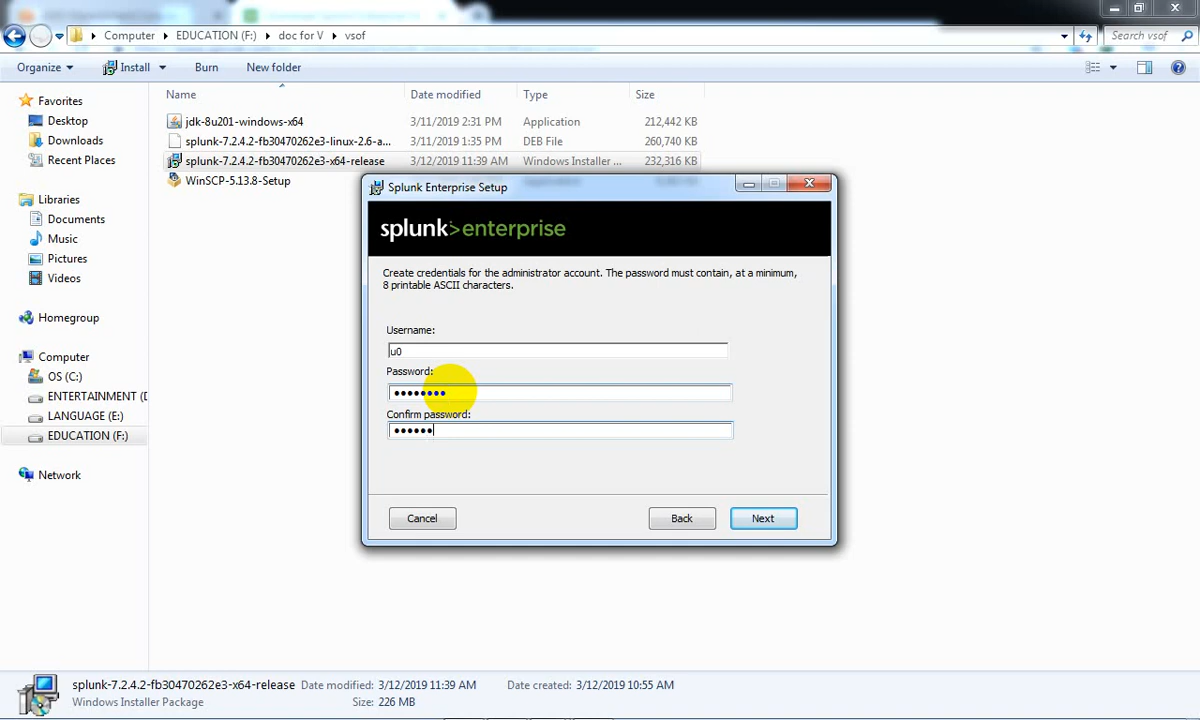 Computer
EDUCATION (F:)
doc for V
vsof
Search vsof
Organize
Install
Burn
New folder
Name
Date modified
Type
Size
Favorites
Desktop
Downloads
Recent Places
Libraries
Documents
Music
Pictures
Videos
Homegroup
Computer
OS (C:)
ENTERTAINMENT (D
LANGUAGE (E:)
EDUCATION (F:)
Network
jdk-8u201-windows-x64 3/11/2019 2:31 PM Application 212,442 KB
splunk-7.2.4.2-fb30470262e3-linux-2.6-a... 3/11/2019 1:35 PM DEB File 260,740 KB
splunk-7.2.4.2-fb30470262e3-x64-release 3/12/2019 11:39 AM Windows Installer ... 232,316 KB
WinSCP-5.13.8-Setup
Splunk Enterprise Setup
splunk>enterprise
Create credentials for the administrator account. The password must contain, at a minimum,
8 printable ASCII characters.
Username:
u0
Password:
••••••••
Confirm password:
••••••
Cancel
Back
Next
splunk-7.2.4.2-fb30470262e3-x64-release Date modified: 3/12/2019 11:39 AM Date created: 3/12/2019 10:55 AM
Windows Installer Package Size: 226 MB